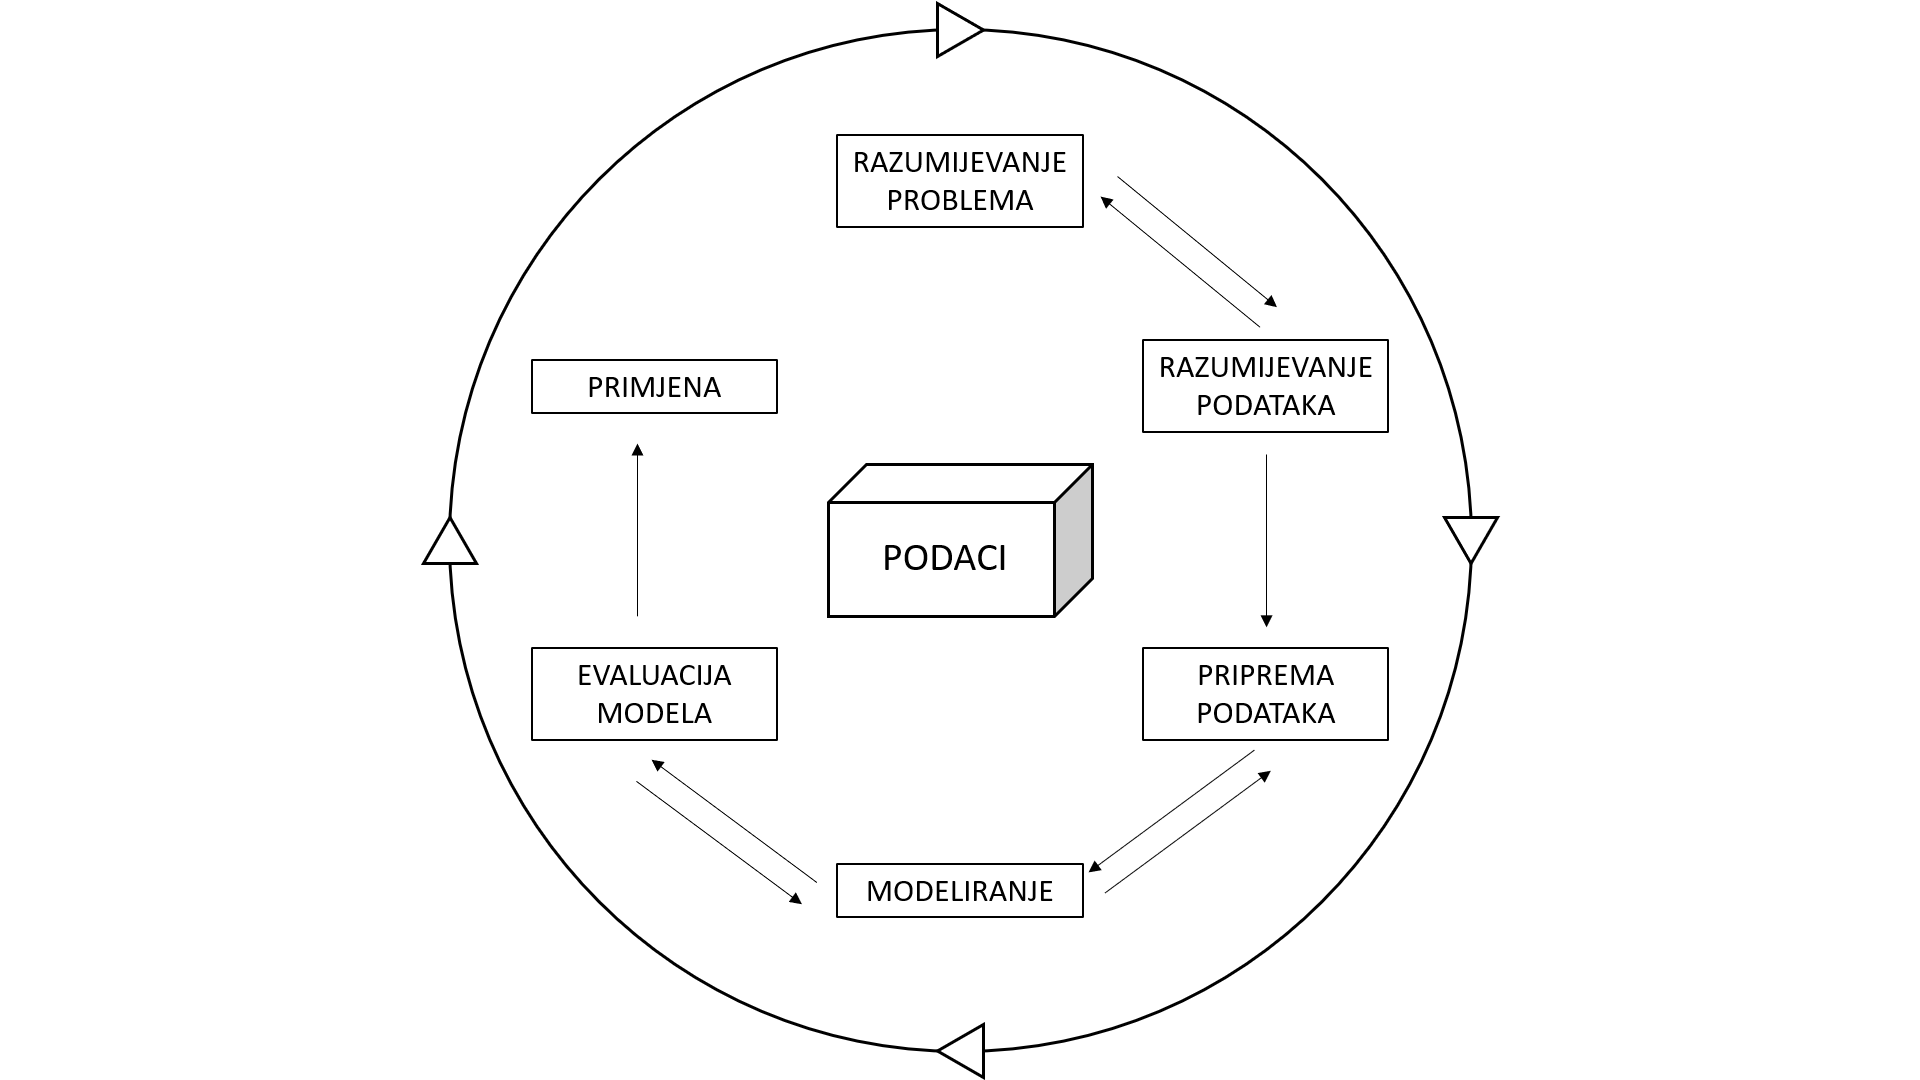 RAZUMIJEVANJE
PROBLEMA
RAZUMIJEVANJE
PODATAKA
PRIPREMA
PODATAKA
MODELIRANJE
EVALUACIJA
MODELA
PRIMJENA
PODACI